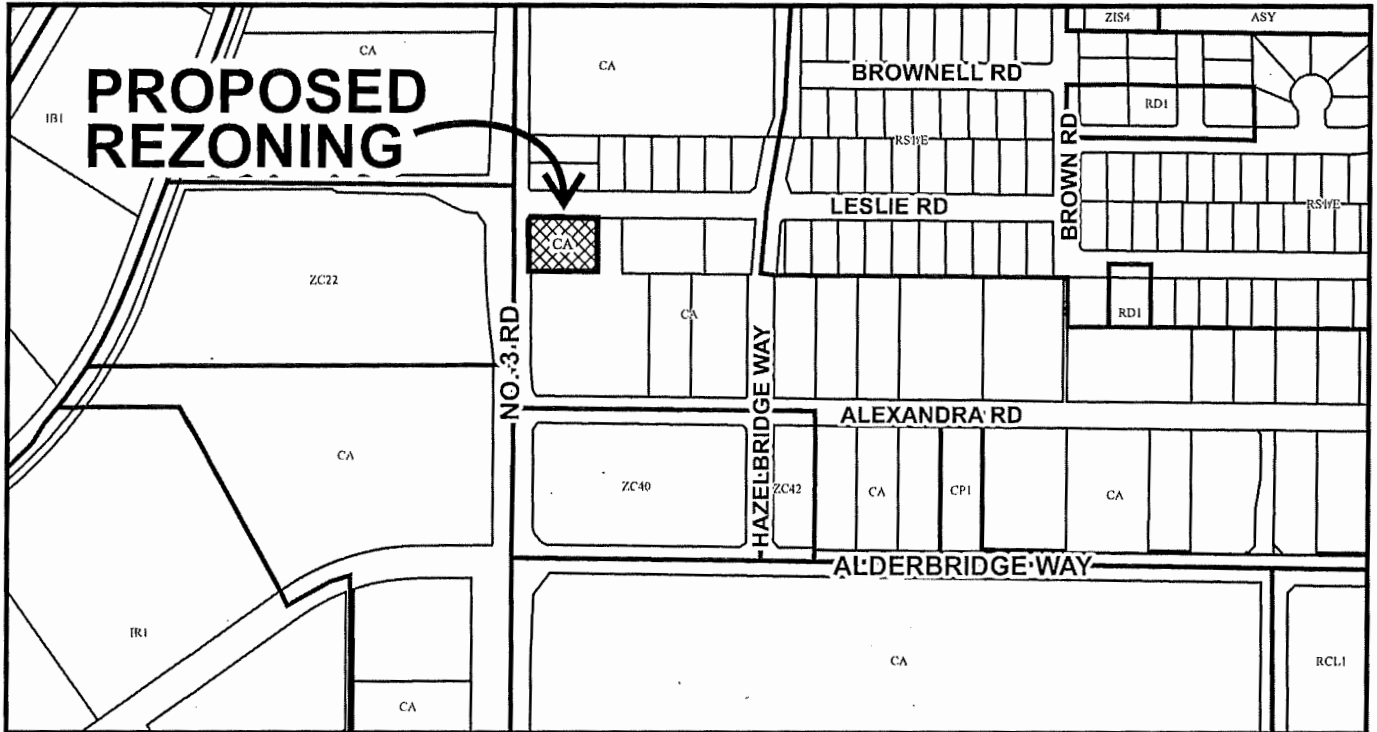 ZIS4
ASY
CA
CA
PROPOSED
REZONING
BROWNELL RD
IB1
RD1
RS1/E
BROWN RD
LESLIE RD
RS1/E
CA
ZC22
CA
RD1
NO. 3 RD
HAZELBRIDGE WAY
ALEXANDRA RD
CA
ZC40
ZC42
CA
CP1
CA
ALDERBRIDGE WAY
IR1
CA
RCL1
CA